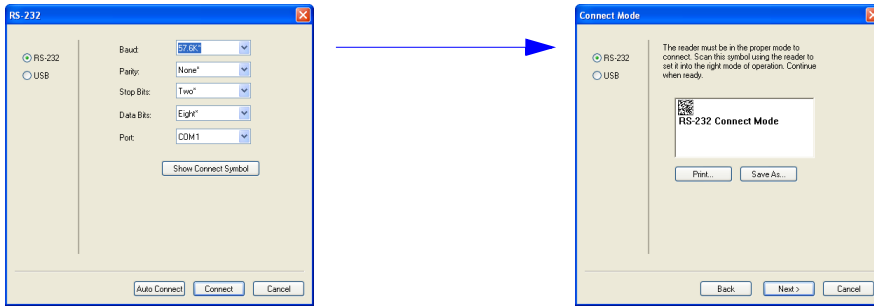 RS-232
RS-232
USB
Baud: 57.6K*
Parity: None*
Stop Bits: Two*
Data Bits: Eight*
Port: COM1
Show Connect Symbol
Auto Connect Connect Cancel
Connect Mode
RS-232
USB
The reader must be in the proper mode to
connect. Scan this symbol using the reader to
set it into the right mode of operation. Continue
when ready.
RS-232 Connect Mode
Print... Save As...
Back Next > Cancel